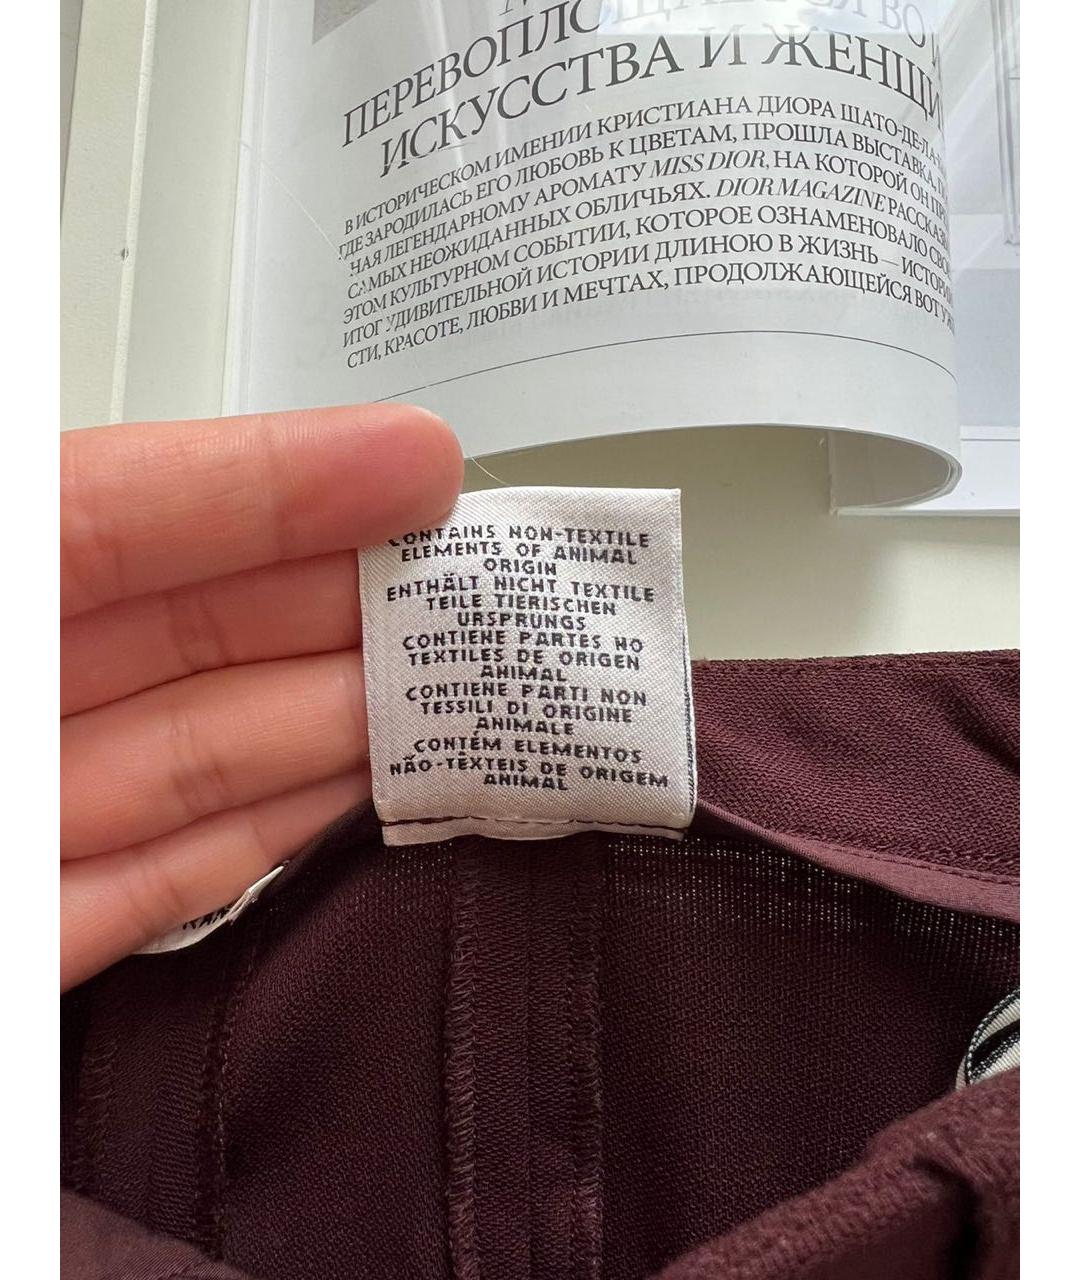 ПЕРЕВОПЛО
ИСКУССТВА И ЖЕНЩИ
В ИСТОРИЧЕСКОМ ИМЕНИИ КРИСТИАНА ДИОРА ШАТО-ДЕ-ЛА-
ГДЕ ЗАРОДИЛАСЬ ЕГО ЛЮБОВЬ К ЦВЕТАМ, ПРОШЛА ВЫСТАВКА,
НАЯ ЛЕГЕНДАРНОМУ АРОМАТУ MISS DIOR, НА КОТОРОЙ ОН
САМЫХ НЕОЖИДАННЫХ ОБЛИЧЬЯХ. DIOR MAGAZINE РАССКАЗ
ЭТОМ КУЛЬТУРНОМ СОБЫТИИ, КОТОРОЕ ОЗНАМЕНОВАЛО СВО
ИТОГ УДИВИТЕЛЬНОЙ ИСТОРИИ ДЛИНОЮ В ЖИЗНЬ — ИСТОРИ
СТИ, КРАСОТЕ, ЛЮБВИ И МЕЧТАХ, ПРОДОЛЖАЮЩЕЙСЯ ВОТ УЖ
CONTAINS NON-TEXTILE
ELEMENTS OF ANIMAL
ORIGIN
ENTHÄLT NICHT TEXTILE
TEILE TIERISCHEN
URSPRUNGS
CONTIENE PARTES NO
TEXTILES DE ORIGEN
ANIMAL
CONTIENE PARTI NON
TESSILI DI ORIGINE
ANIMALE
CONTÉM ELEMENTOS
NÃO-TÊXTEIS DE ORIGEM
ANIMAL